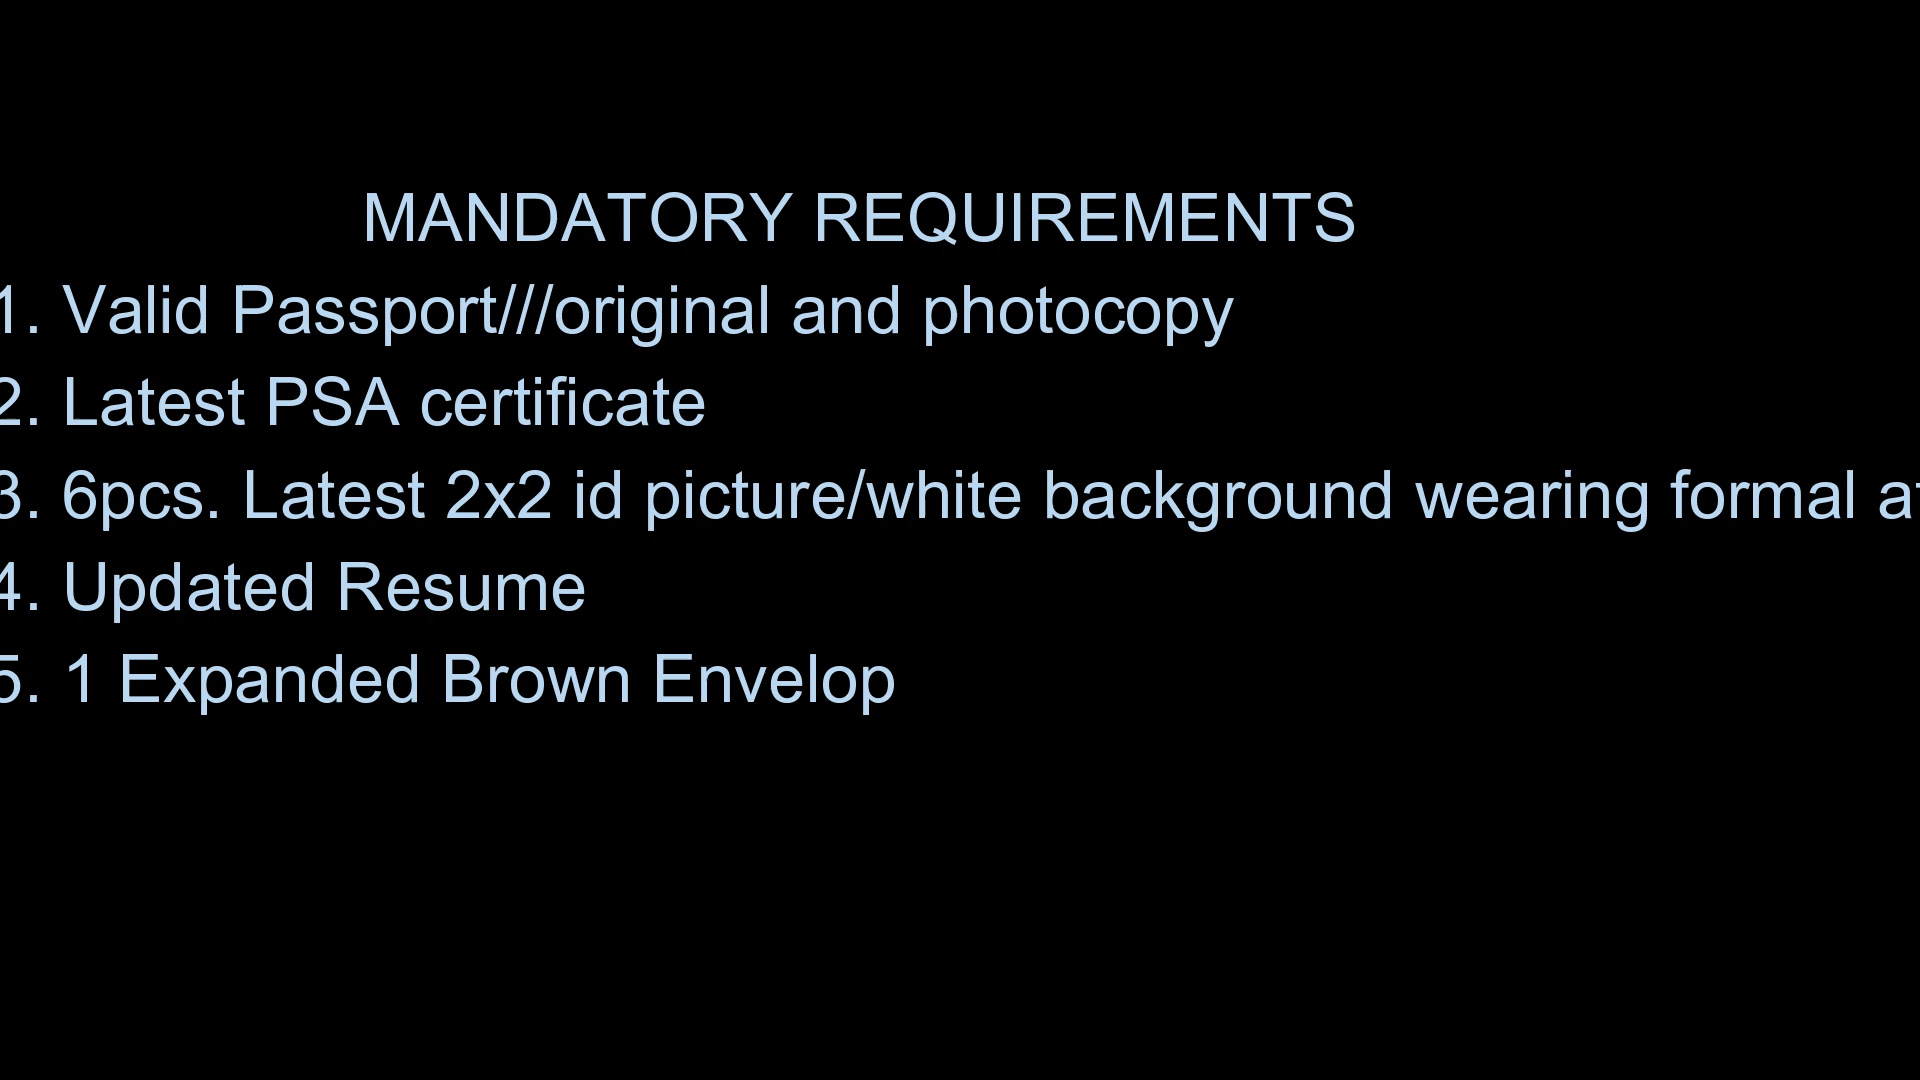 MANDATORY REQUIREMENTS
1. Valid Passport///original and photocopy
2. Latest PSA certificate
3. 6pcs. Latest 2x2 id picture/white background wearing formal
4. Updated Resume
5. 1 Expanded Brown Envelop